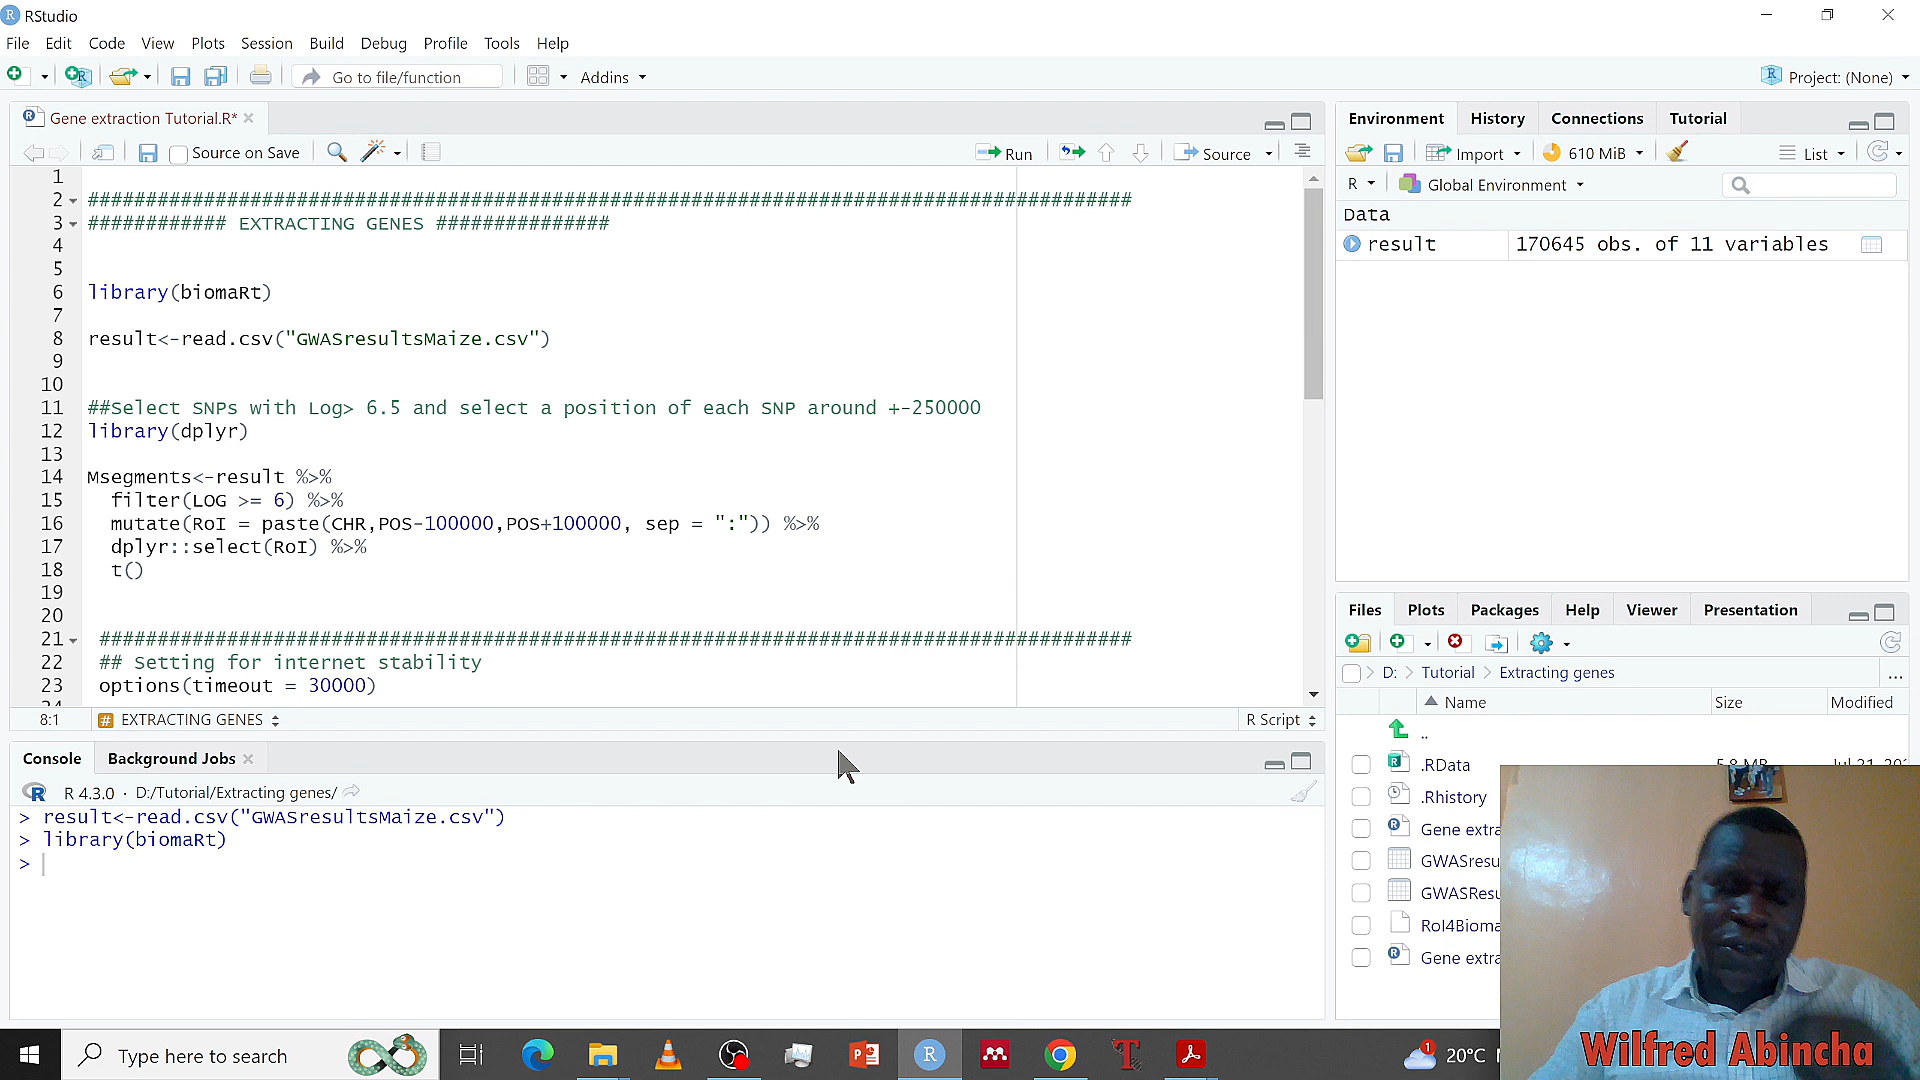 RStudio
File Edit Code View Plots Session Build Debug Profile Tools Help
Go to file/function Addins Project: (None)
Gene extraction Tutorial.R*
Source on Save Run Source
1
2 ##########################################################################################
3 ############ EXTRACTING GENES ###############
4
5
6 library(biomaRt)
7
8 result<-read.csv("GWASresultsMaize.csv")
9
10
11 ##Select SNPs with Log> 6.5 and select a position of each SNP around +-250000
12 library(dplyr)
13
14 Msegments<-result %>%
15 filter(LOG >= 6) %>%
16 mutate(RoI = paste(CHR,POS-100000,POS+100000, sep = ":")) %>%
17 dplyr::select(RoI) %>%
18 t()
19
20
21 #########################################################################################
22 ## Setting for internet stability
23 options(timeout = 30000)
8:1 EXTRACTING GENES R Script
Console Background Jobs
R 4.3.0 · D:/Tutorial/Extracting genes/
> result<-read.csv("GWASresultsMaize.csv")
> library(biomaRt)
>
Environment History Connections Tutorial
Import 610 MiB List
R Global Environment
Data
result 170645 obs. of 11 variables
Files Plots Packages Help Viewer Presentation
D: Tutorial Extracting genes ...
Name Size Modified
..
.RData 5.8 MB Jul 21, 20
.Rhistory
Gene extra
GWASresu
GWASResu
RoI4Bioma
Gene extra
Wilfred Abincha
Type here to search
1 20°C